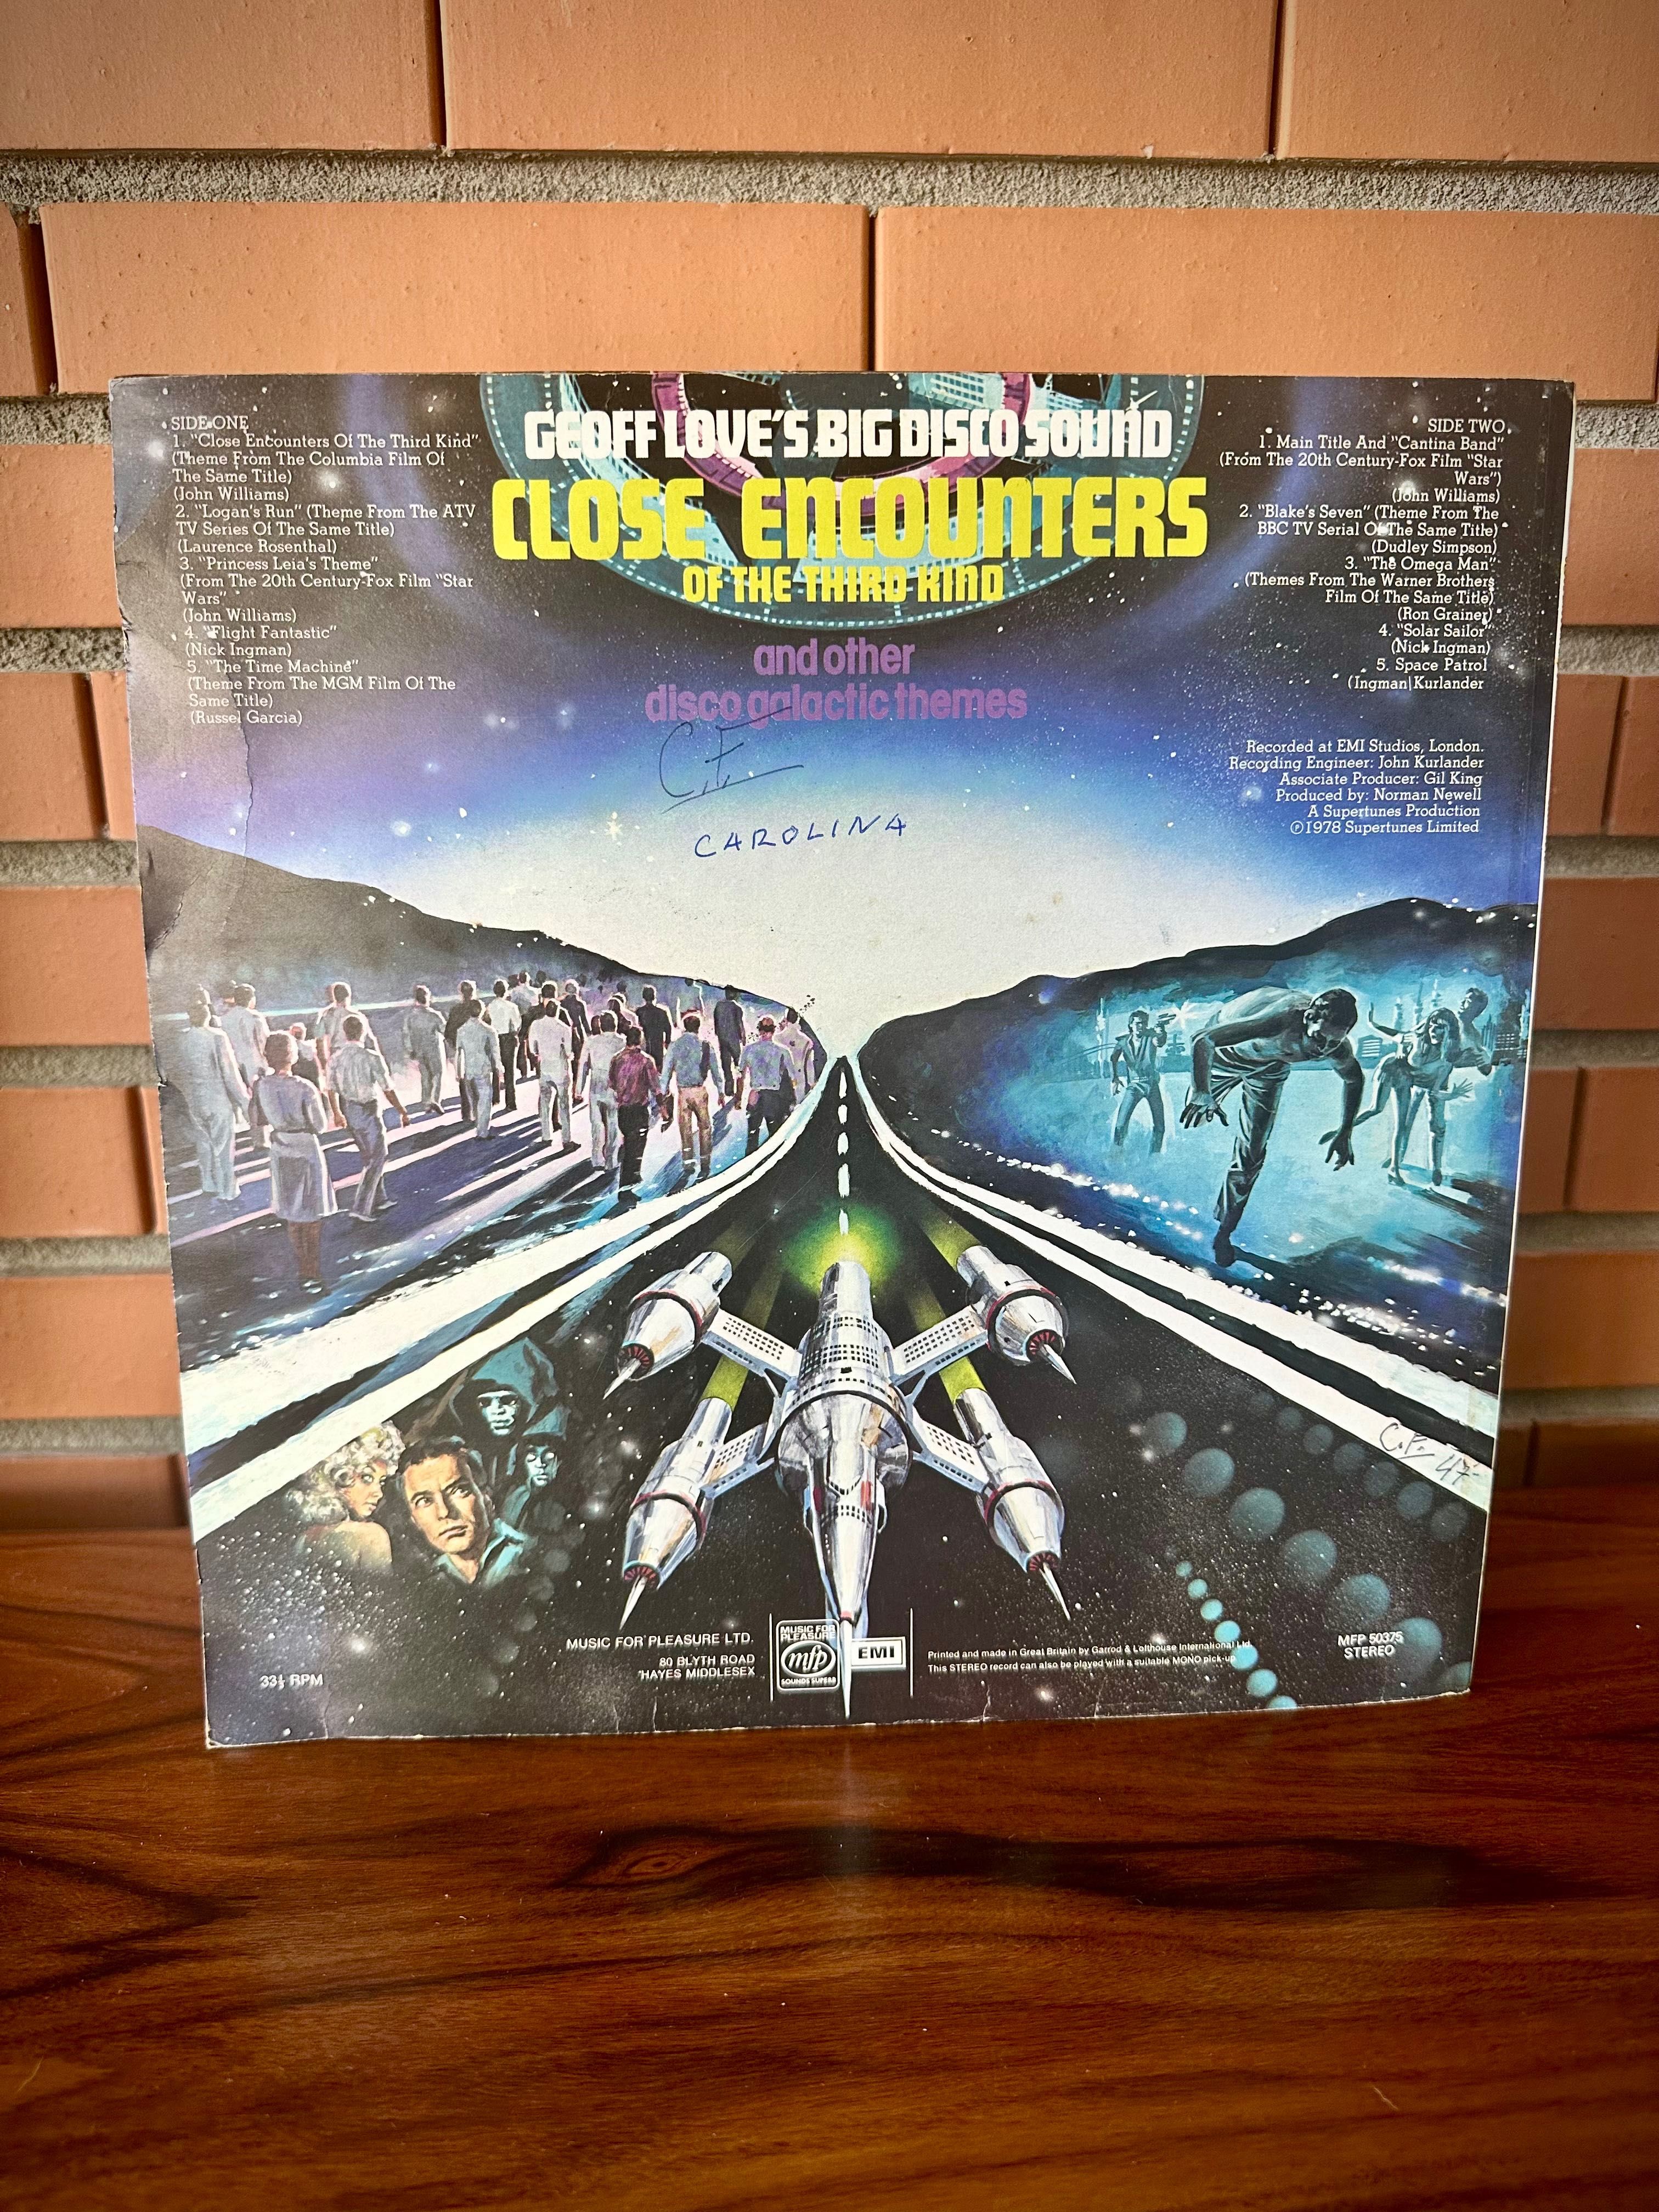 GEOFF LOVE'S BIG DISCO SOUND
CLOSE ENCOUNTERS
OF THE THIRD KIND
and other
disco galactic themes
SIDE ONE
1. "Close Encounters Of The Third Kind"
(Theme From The Columbia Film Of
The Same Title)
(John Williams)
2. "Logan's Run" (Theme From The ATV
TV Series Of The Same Title)
(Laurence Rosenthal)
3. "Princess Leia's Theme"
(From The 20th Century-Fox Film "Star
Wars"
(John Williams)
4. "Flight Fantastic"
(Nick Ingman)
5. "The Time Machine"
(Theme From The MGM Film Of The
Same Title)
(Russel Garcia)
SIDE TWO
1. Main Title And "Cantina Band"
(From The 20th Century-Fox Film "Star
Wars")
(John Williams)
2. "Blake's Seven" (Theme From The
BBC TV Serial Of The Same Title)
(Dudley Simpson)
3. "The Omega Man"
(Themes From The Warner Brothers
Film Of The Same Title)
(Ron Grainer)
4. "Solar Sailor"
(Nick Ingman)
5. Space Patrol
(Ingman/Kurlander
Recorded at EMI Studios, London.
Recording Engineer: John Kurlander
Associate Producer: Gil King
Produced by: Norman Newell
A Supertunes Production
℗1978 Supertunes Limited
C.F.
CAROLINA
C.F. 47
33⅓ RPM
MUSIC FOR PLEASURE LTD.
80 BLYTH ROAD
HAYES MIDDLESEX
MUSIC FOR
PLEASURE
mfp
SOUNDS SUPERB
EMI
Printed and made in Great Britain by Garrod & Lofthouse International Ltd.
This STEREO record can also be played with a suitable MONO pick-up
MFP 50375
STEREO